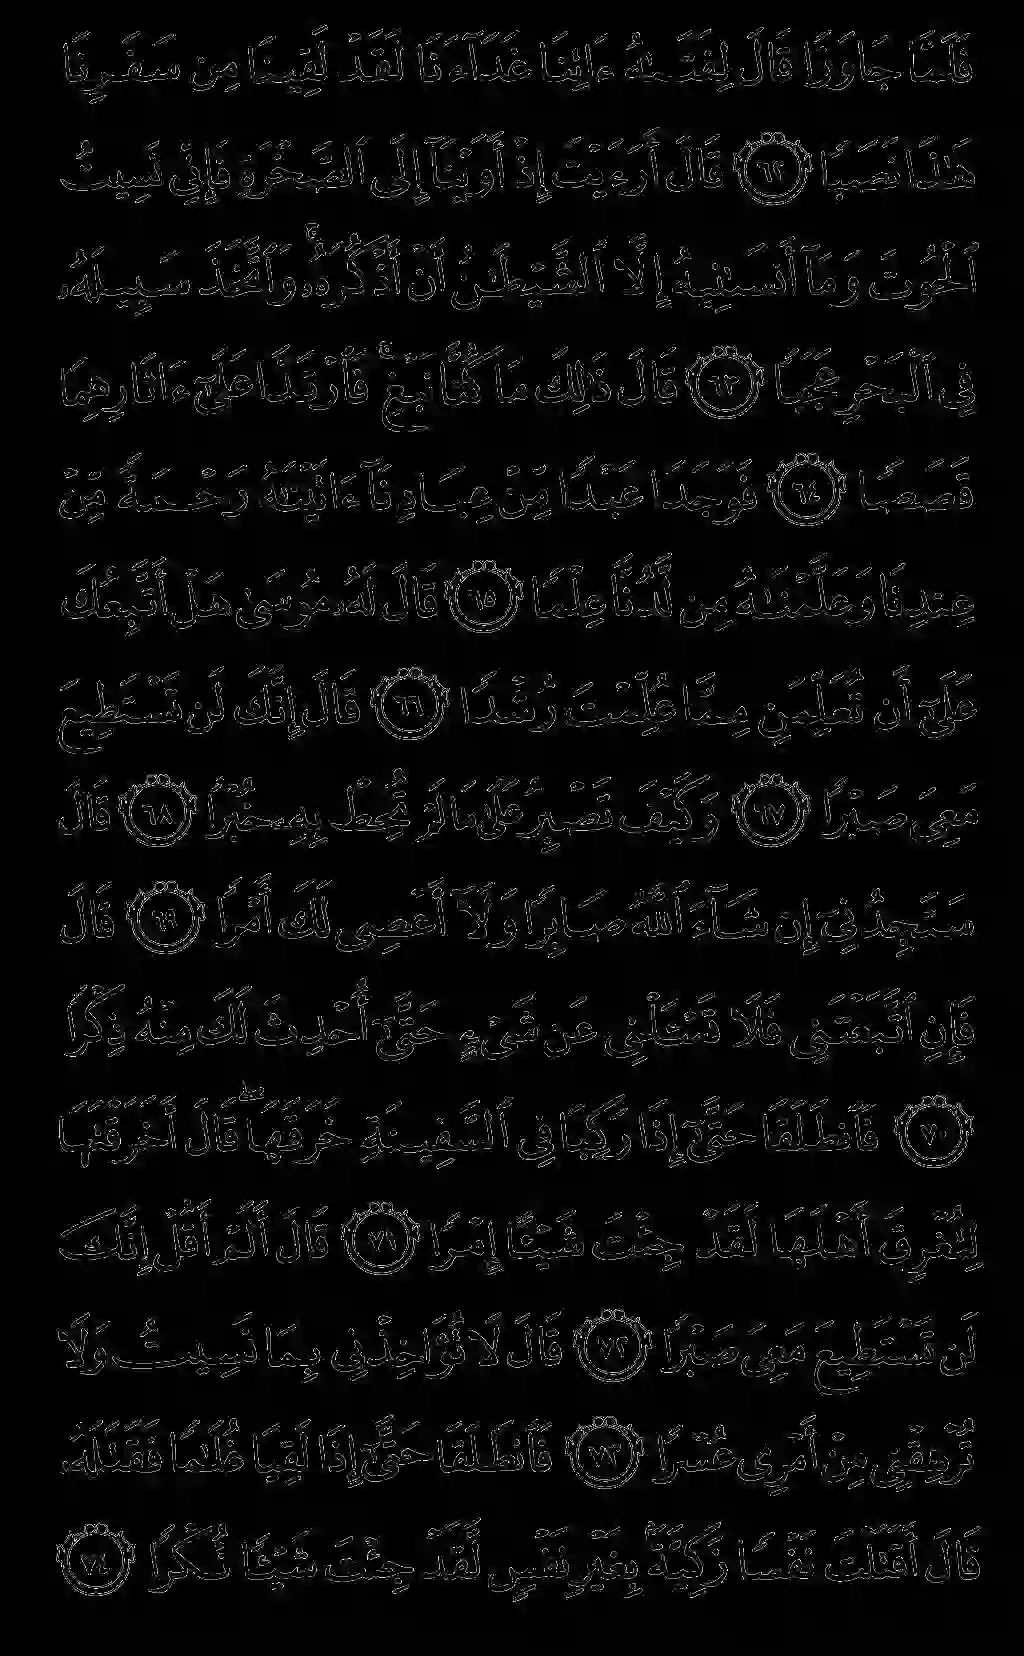 فَلَمَّا جَاوَزَا قَالَ لِفَتَىٰهُ ءَاتِنَا غَدَآءَنَا لَقَدْ لَقِينَا مِن سَفَرِنَا
هَٰذَا نَصَبًا ٦٢ قَالَ أَرَءَيْتَ إِذْ أَوَيْنَآ إِلَى ٱلصَّخْرَةِ فَإِنِّى نَسِيتُ
ٱلْحُوتَ وَمَآ أَنسَىٰنِيهُ إِلَّا ٱلشَّيْطَٰنُ أَنْ أَذْكُرَهُۥ ۚ وَٱتَّخَذَ سَبِيلَهُۥ
فِى ٱلْبَحْرِ عَجَبًا ٦٣ قَالَ ذَٰلِكَ مَا كُنَّا نَبْغِ ۚ فَٱرْتَدَّا عَلَىٰٓ ءَاثَارِهِمَا
قَصَصًا ٦٤ فَوَجَدَا عَبْدًا مِّنْ عِبَادِنَآ ءَاتَيْنَٰهُ رَحْمَةً مِّنْ
عِندِنَا وَعَلَّمْنَٰهُ مِن لَّدُنَّا عِلْمًا ٦٥ قَالَ لَهُۥ مُوسَىٰ هَلْ أَتَّبِعُكَ
عَلَىٰٓ أَن تُعَلِّمَنِ مِمَّا عُلِّمْتَ رُشْدًا ٦٦ قَالَ إِنَّكَ لَن تَسْتَطِيعَ
مَعِىَ صَبْرًا ٦٧ وَكَيْفَ تَصْبِرُ عَلَىٰ مَا لَمْ تُحِطْ بِهِۦ خُبْرًا ٦٨ قَالَ
سَتَجِدُنِىٓ إِن شَآءَ ٱللَّهُ صَابِرًا وَلَآ أَعْصِى لَكَ أَمْرًا ٦٩ قَالَ
فَإِنِ ٱتَّبَعْتَنِى فَلَا تَسْـَٔلْنِى عَن شَىْءٍ حَتَّىٰٓ أُحْدِثَ لَكَ مِنْهُ ذِكْرًا
٧٠ فَٱنطَلَقَا حَتَّىٰٓ إِذَا رَكِبَا فِى ٱلسَّفِينَةِ خَرَقَهَا ۖ قَالَ أَخَرَقْتَهَا
لِتُغْرِقَ أَهْلَهَا لَقَدْ جِئْتَ شَيْـًٔا إِمْرًا ٧١ قَالَ أَلَمْ أَقُلْ إِنَّكَ
لَن تَسْتَطِيعَ مَعِىَ صَبْرًا ٧٢ قَالَ لَا تُؤَاخِذْنِى بِمَا نَسِيتُ وَلَا
تُرْهِقْنِى مِنْ أَمْرِى عُسْرًا ٧٣ فَٱنطَلَقَا حَتَّىٰٓ إِذَا لَقِيَا غُلَٰمًا فَقَتَلَهُۥ
قَالَ أَقَتَلْتَ نَفْسًا زَكِيَّةًۢ بِغَيْرِ نَفْسٍ لَّقَدْ جِئْتَ شَيْـًٔا نُّكْرًا ٧٤